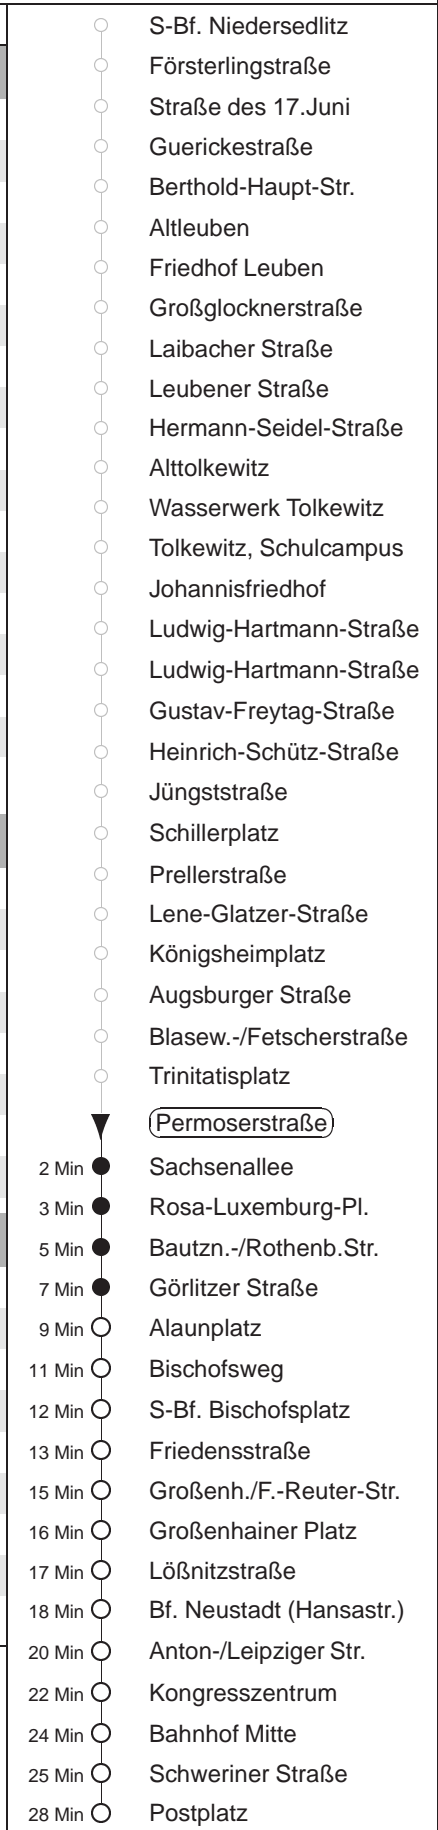 S-Bf. Niedersedlitz
Försterlingstraße
Straße des 17.Juni
Guerickestraße
Berthold-Haupt-Str.
Altleuben
Friedhof Leuben
Großglocknerstraße
Laibacher Straße
Leubener Straße
Hermann-Seidel-Straße
Alttolkewitz
Wasserwerk Tolkewitz
Tolkewitz, Schulcampus
Johannisfriedhof
Ludwig-Hartmann-Straße
Ludwig-Hartmann-Straße
Gustav-Freytag-Straße
Heinrich-Schütz-Straße
Jüngststraße
Schillerplatz
Prellerstraße
Lene-Glatzer-Straße
Königsheimplatz
Augsburger Straße
Blasew.-/Fetscherstraße
Trinitatisplatz
Permoserstraße
2 Min Sachsenallee
3 Min Rosa-Luxemburg-Pl.
5 Min Bautzn.-/Rothenb.Str.
7 Min Görlitzer Straße
9 Min Alaunplatz
11 Min Bischofsweg
12 Min S-Bf. Bischofsplatz
13 Min Friedensstraße
15 Min Großenh./F.-Reuter-Str.
16 Min Großenhainer Platz
17 Min Lößnitzstraße
18 Min Bf. Neustadt (Hansastr.)
20 Min Anton-/Leipziger Str.
22 Min Kongresszentrum
24 Min Bahnhof Mitte
25 Min Schweriner Straße
28 Min Postplatz